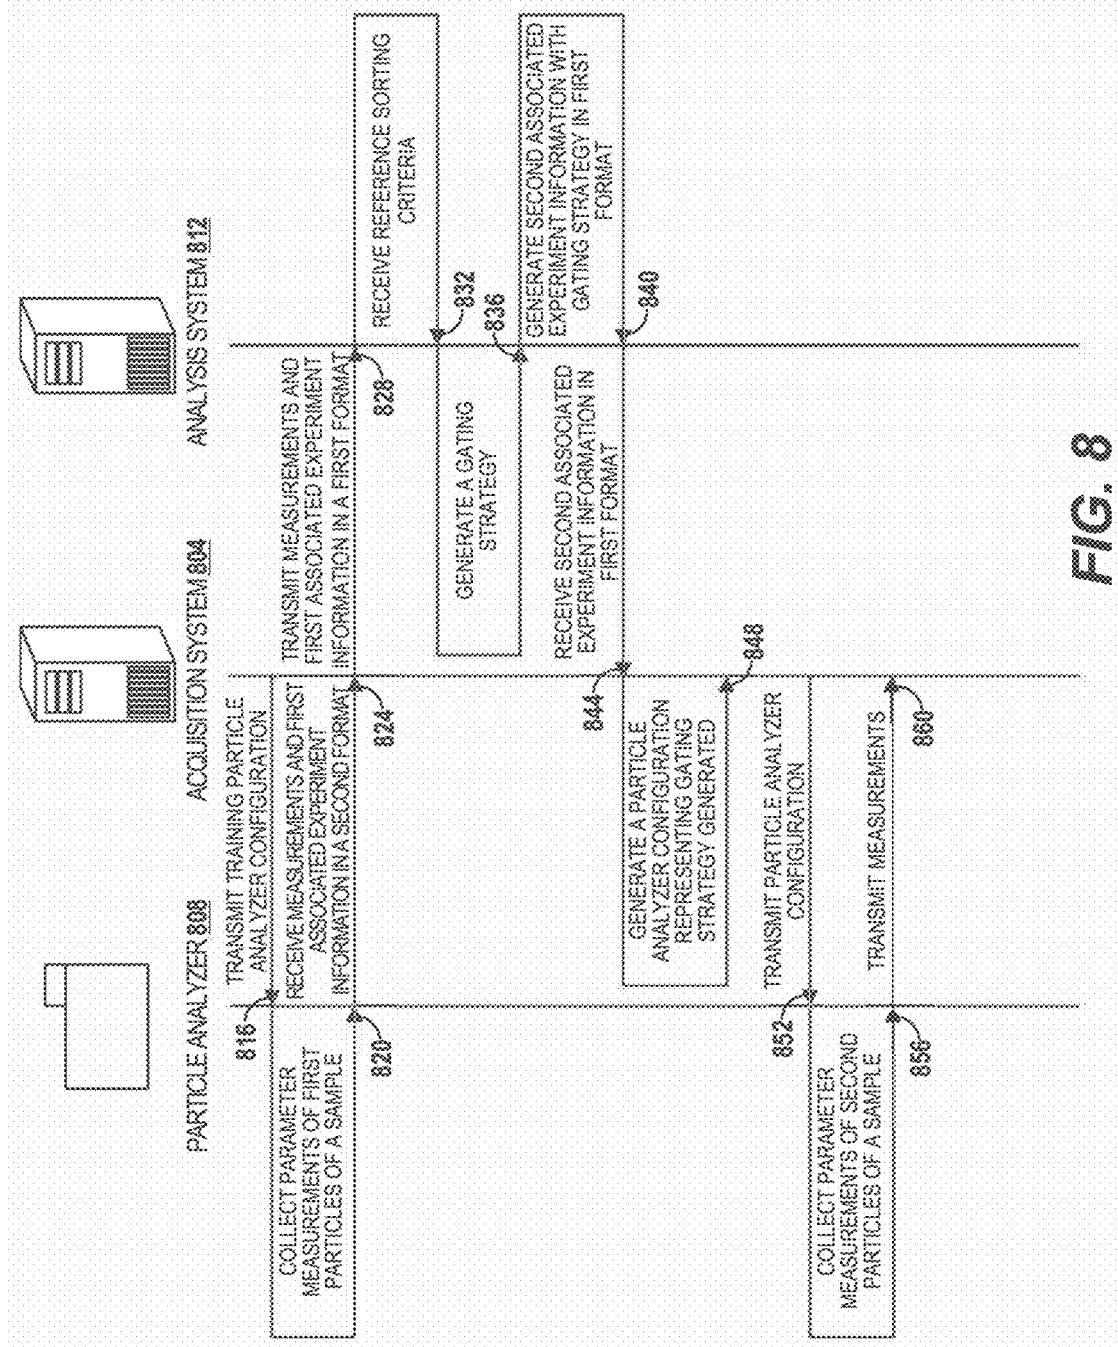 PARTICLE ANALYZER 808
ACQUISITION SYSTEM 804
ANALYSIS SYSTEM 812
TRANSMIT TRAINING PARTICLE
ANALYZER CONFIGURATION
816
COLLECT PARAMETER
MEASUREMENTS OF FIRST
PARTICLES OF A SAMPLE
820
RECEIVE MEASUREMENTS AND FIRST
ASSOCIATED EXPERIMENT
INFORMATION IN A SECOND FORMAT
824
TRANSMIT MEASUREMENTS AND
FIRST ASSOCIATED EXPERIMENT
INFORMATION IN A FIRST FORMAT
828
RECEIVE REFERENCE SORTING
CRITERIA
832
GENERATE A GATING
STRATEGY
836
GENERATE SECOND ASSOCIATED
EXPERIMENT INFORMATION WITH
GATING STRATEGY IN FIRST
FORMAT
840
RECEIVE SECOND ASSOCIATED
EXPERIMENT INFORMATION IN
FIRST FORMAT
844
GENERATE A PARTICLE
ANALYZER CONFIGURATION
REPRESENTING GATING
STRATEGY GENERATED
848
TRANSMIT PARTICLE ANALYZER
CONFIGURATION
852
COLLECT PARAMETER
MEASUREMENTS OF SECOND
PARTICLES OF A SAMPLE
856
TRANSMIT MEASUREMENTS
860
FIG. 8